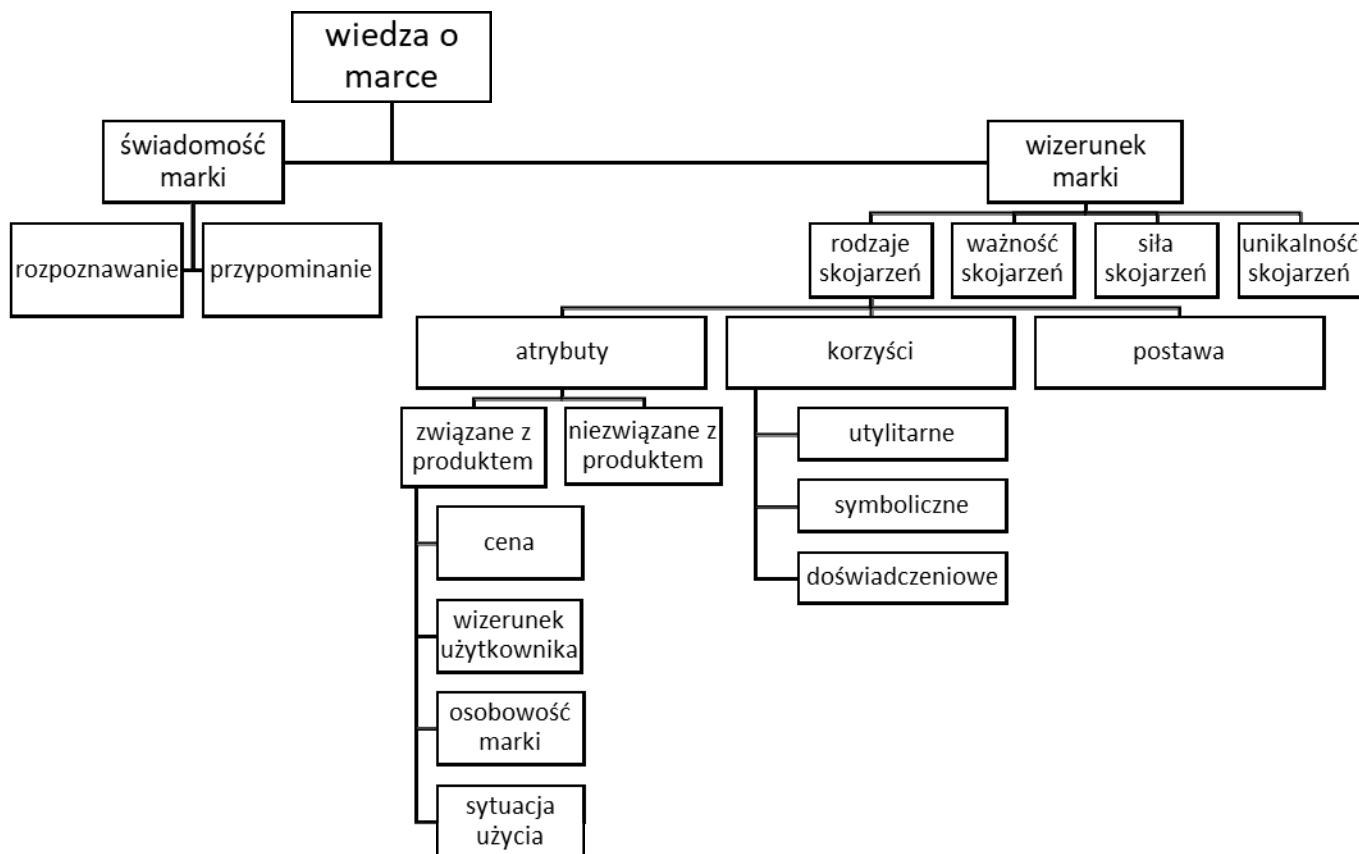 wiedza o
marce
świadomość
marki
wizerunek
marki
rozpoznawanie
przypominanie
rodzaje
skojarzeń
ważność
skojarzeń
siła
skojarzeń
unikalność
skojarzeń
atrybuty
korzyści
postawa
związane z
produktem
niezwiązane z
produktem
utylitarne
symboliczne
doświadczeniowe
cena
wizerunek
użytkownika
osobowość
marki
sytuacja
użycia